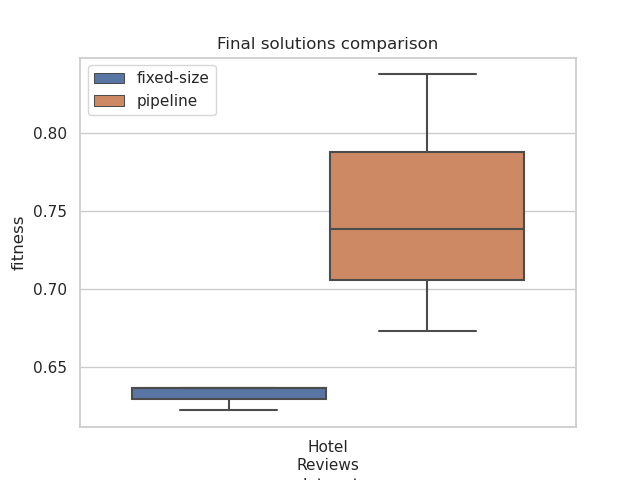 Final solutions comparison
fixed-size
pipeline
0.80
0.75
0.70
0.65
fitness
Hotel
Reviews